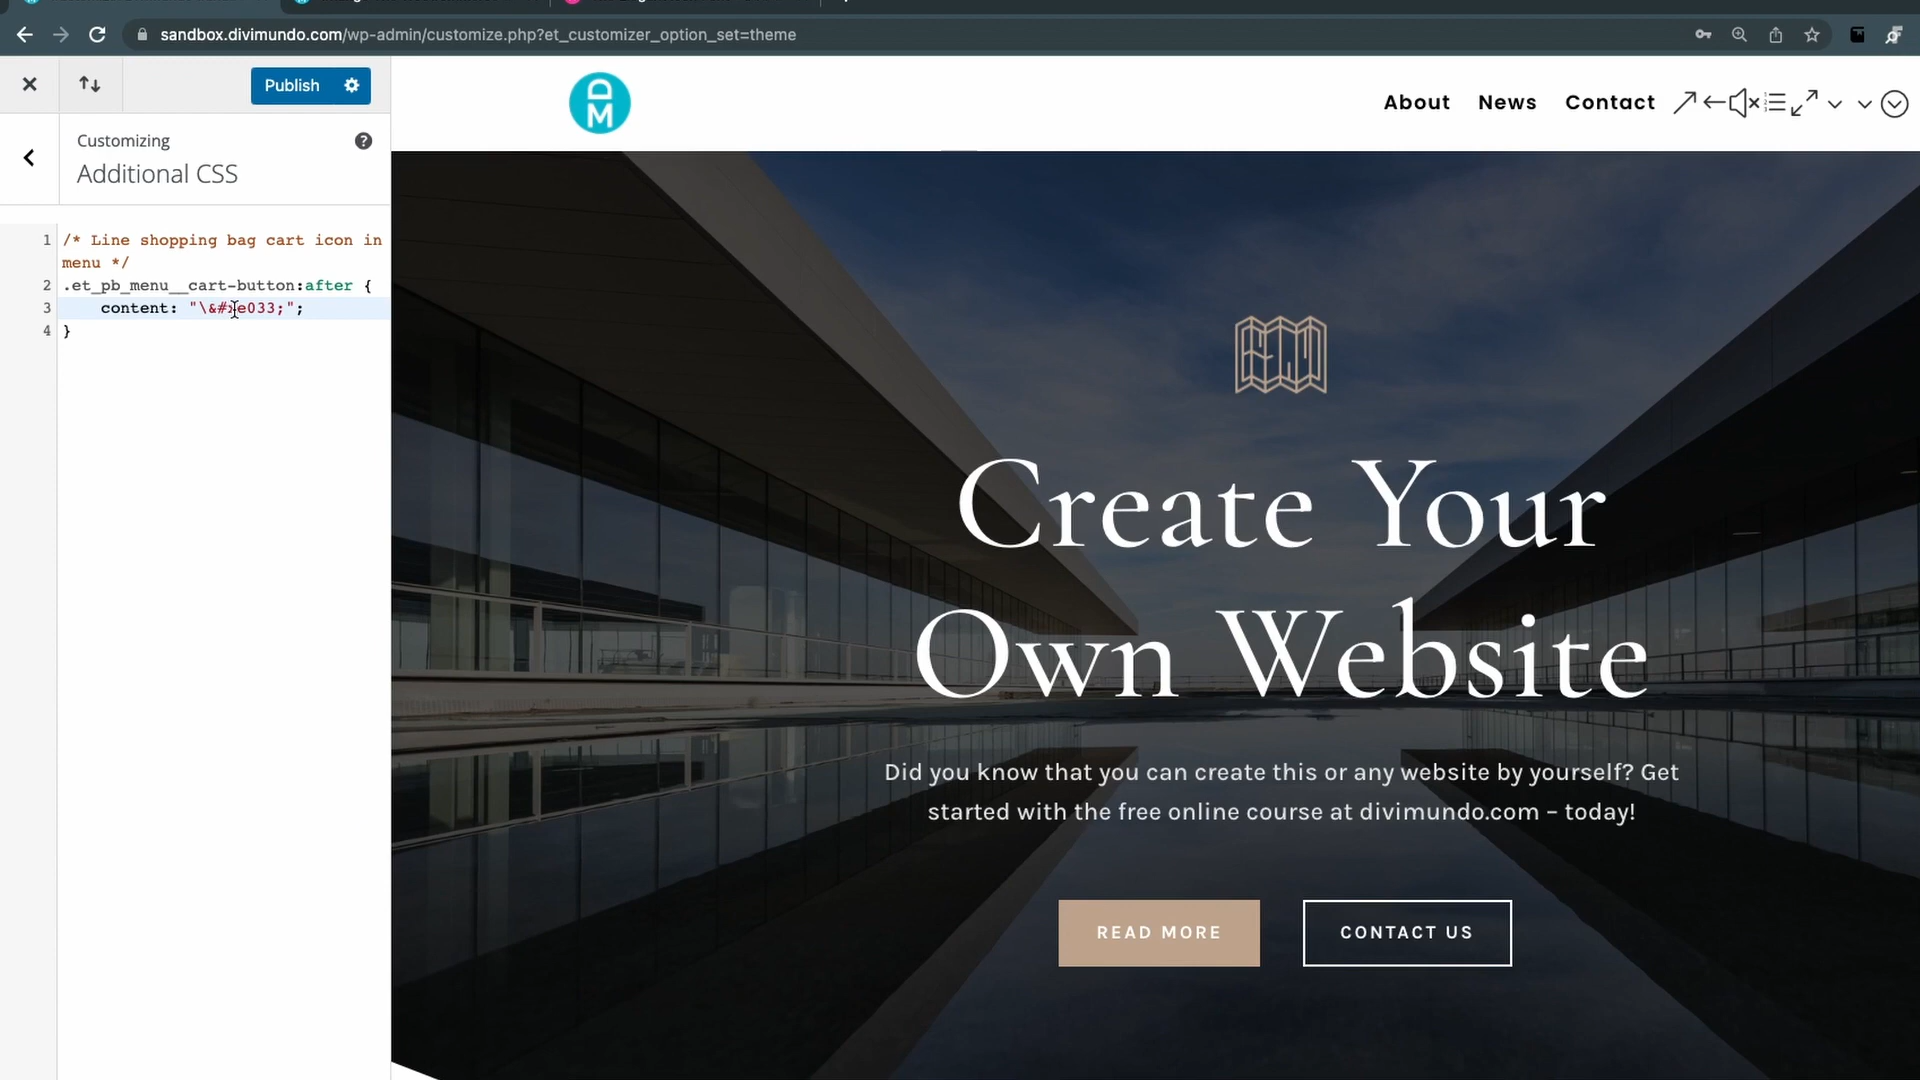 sandbox.divimundo.com/wp-admin/customize.php?et_customizer_option_set=theme
Publish
Customizing
Additional CSS
1 /* Line shopping bag cart icon in
menu */
2 .et_pb_menu__cart-button:after {
3 content: "\&#xe033;";
4 }
DM
About News Contact
Create Your
Own Website
Did you know that you can create this or any website by yourself? Get
started with the free online course at divimundo.com – today!
READ MORE CONTACT US